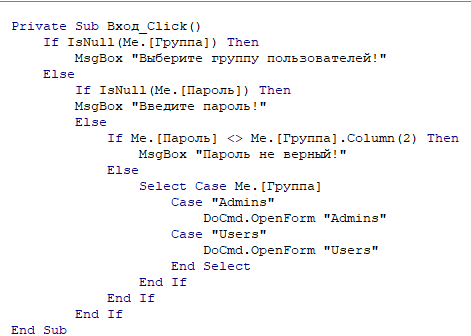 Private Sub Вход_Click()
    If IsNull(Me.[Группа]) Then
        MsgBox "Выберите группу пользователей!"
    Else
        If IsNull(Me.[Пароль]) Then
        MsgBox "Введите пароль!"
        Else
            If Me.[Пароль] <> Me.[Группа].Column(2) Then
                MsgBox "Пароль не верный!"
            Else
                Select Case Me.[Группа]
                    Case "Admins"
                        DoCmd.OpenForm "Admins"
                    Case "Users"
                        DoCmd.OpenForm "Users"
                    End Select
                End If
            End If
        End If
End Sub